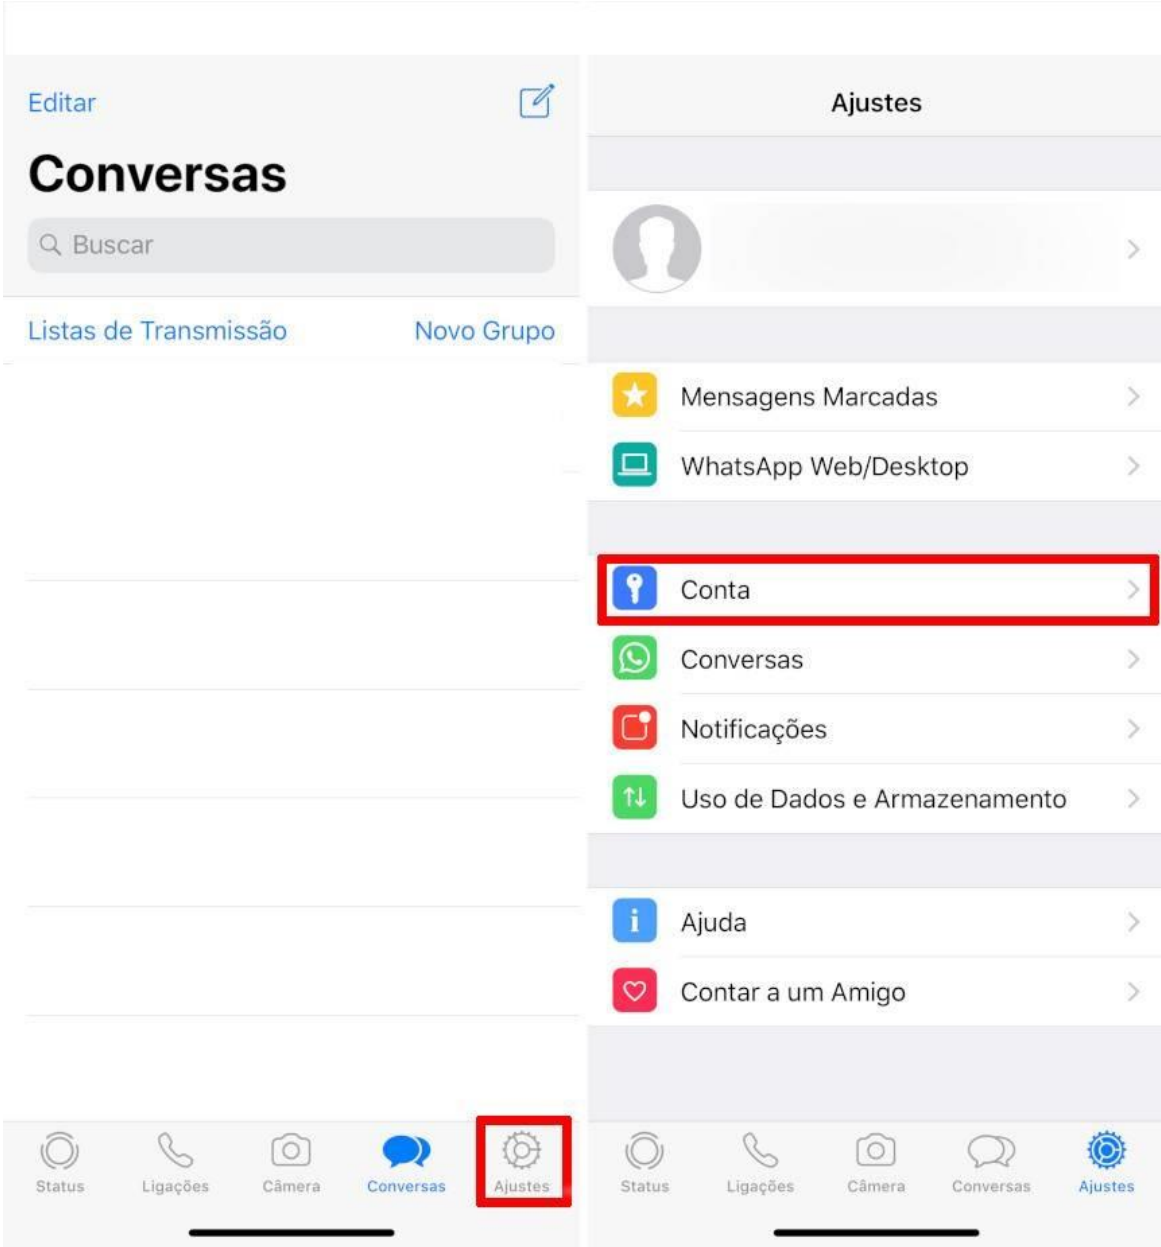 Editar
Conversas
Buscar
Listas de Transmissão
Novo Grupo
Status
Ligações
Câmera
Conversas
Ajustes
Ajustes
Mensagens Marcadas
WhatsApp Web/Desktop
Conta
Conversas
Notificações
Uso de Dados e Armazenamento
Ajuda
Contar a um Amigo
Status
Ligações
Câmera
Conversas
Ajustes